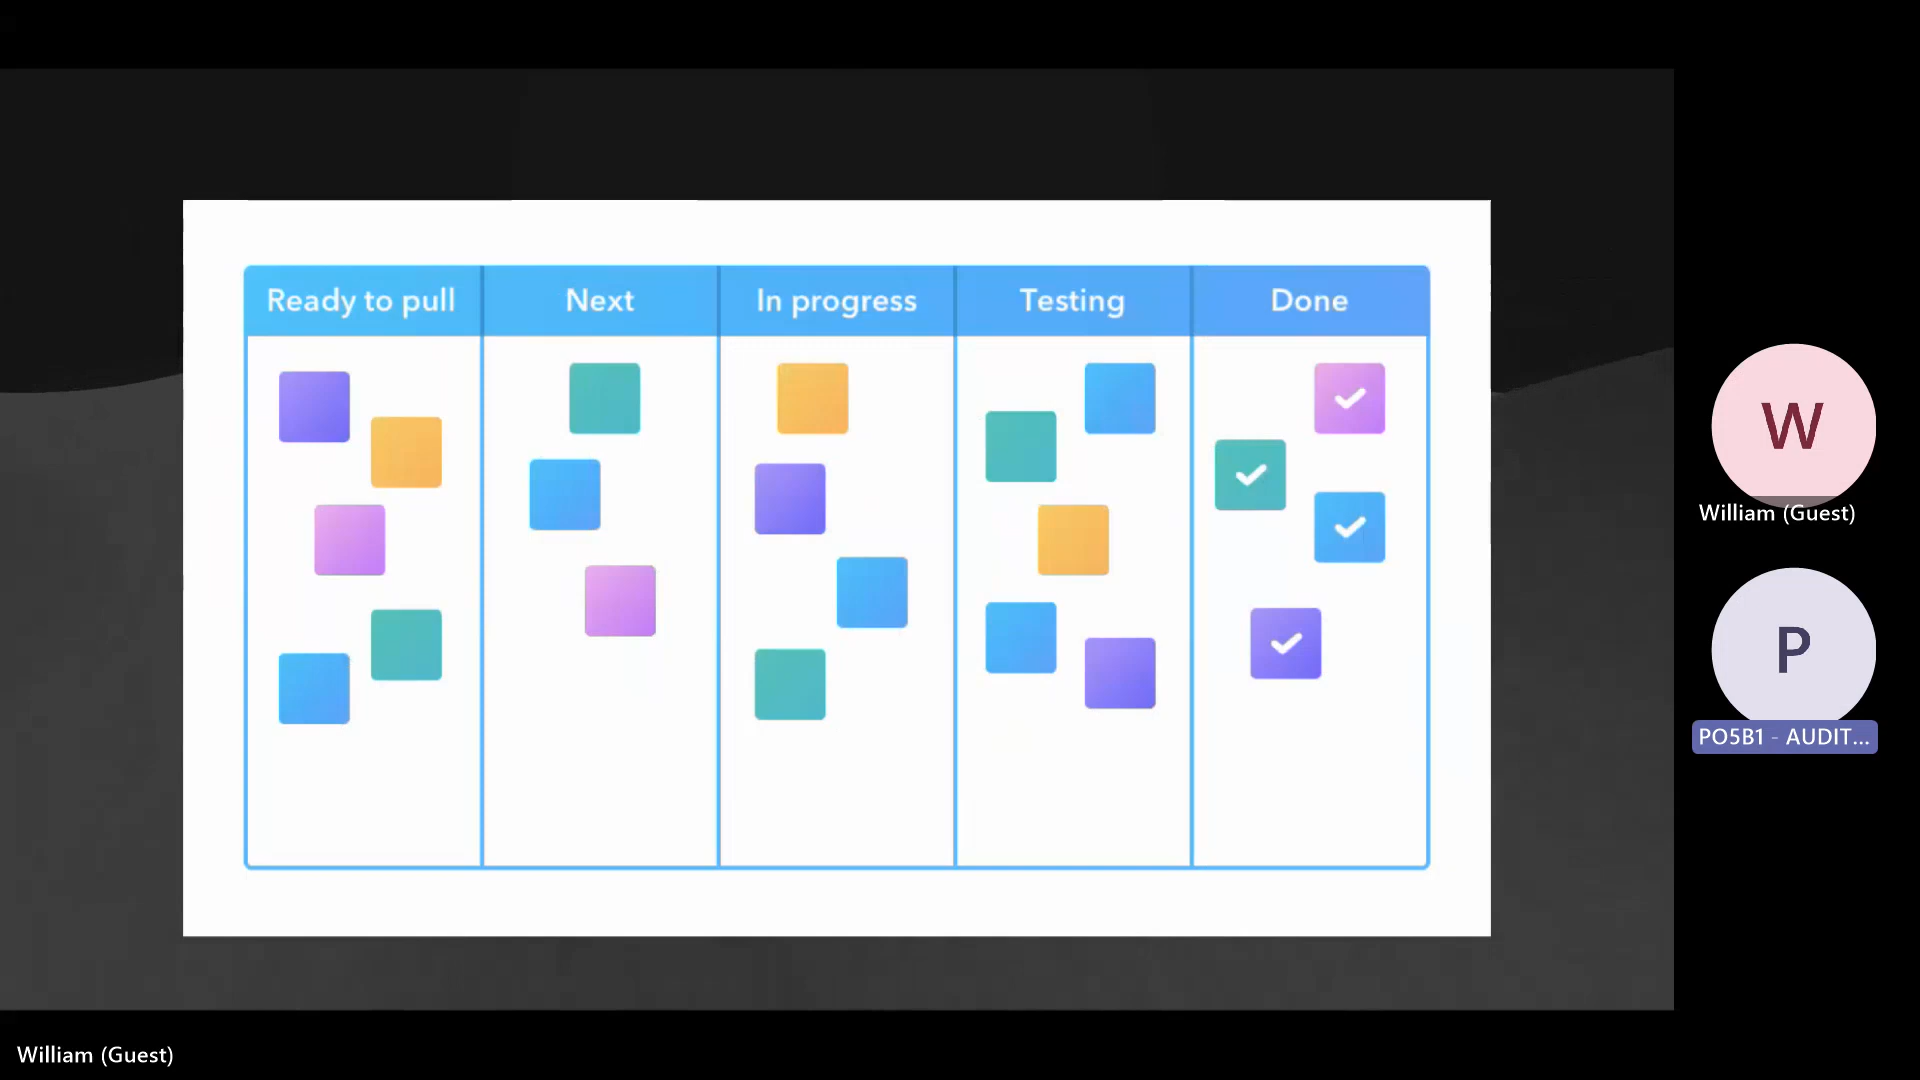 Ready to pull
Next
In progress
Testing
Done
W
William (Guest)
P
PO5B1 - AUDIT...
William (Guest)